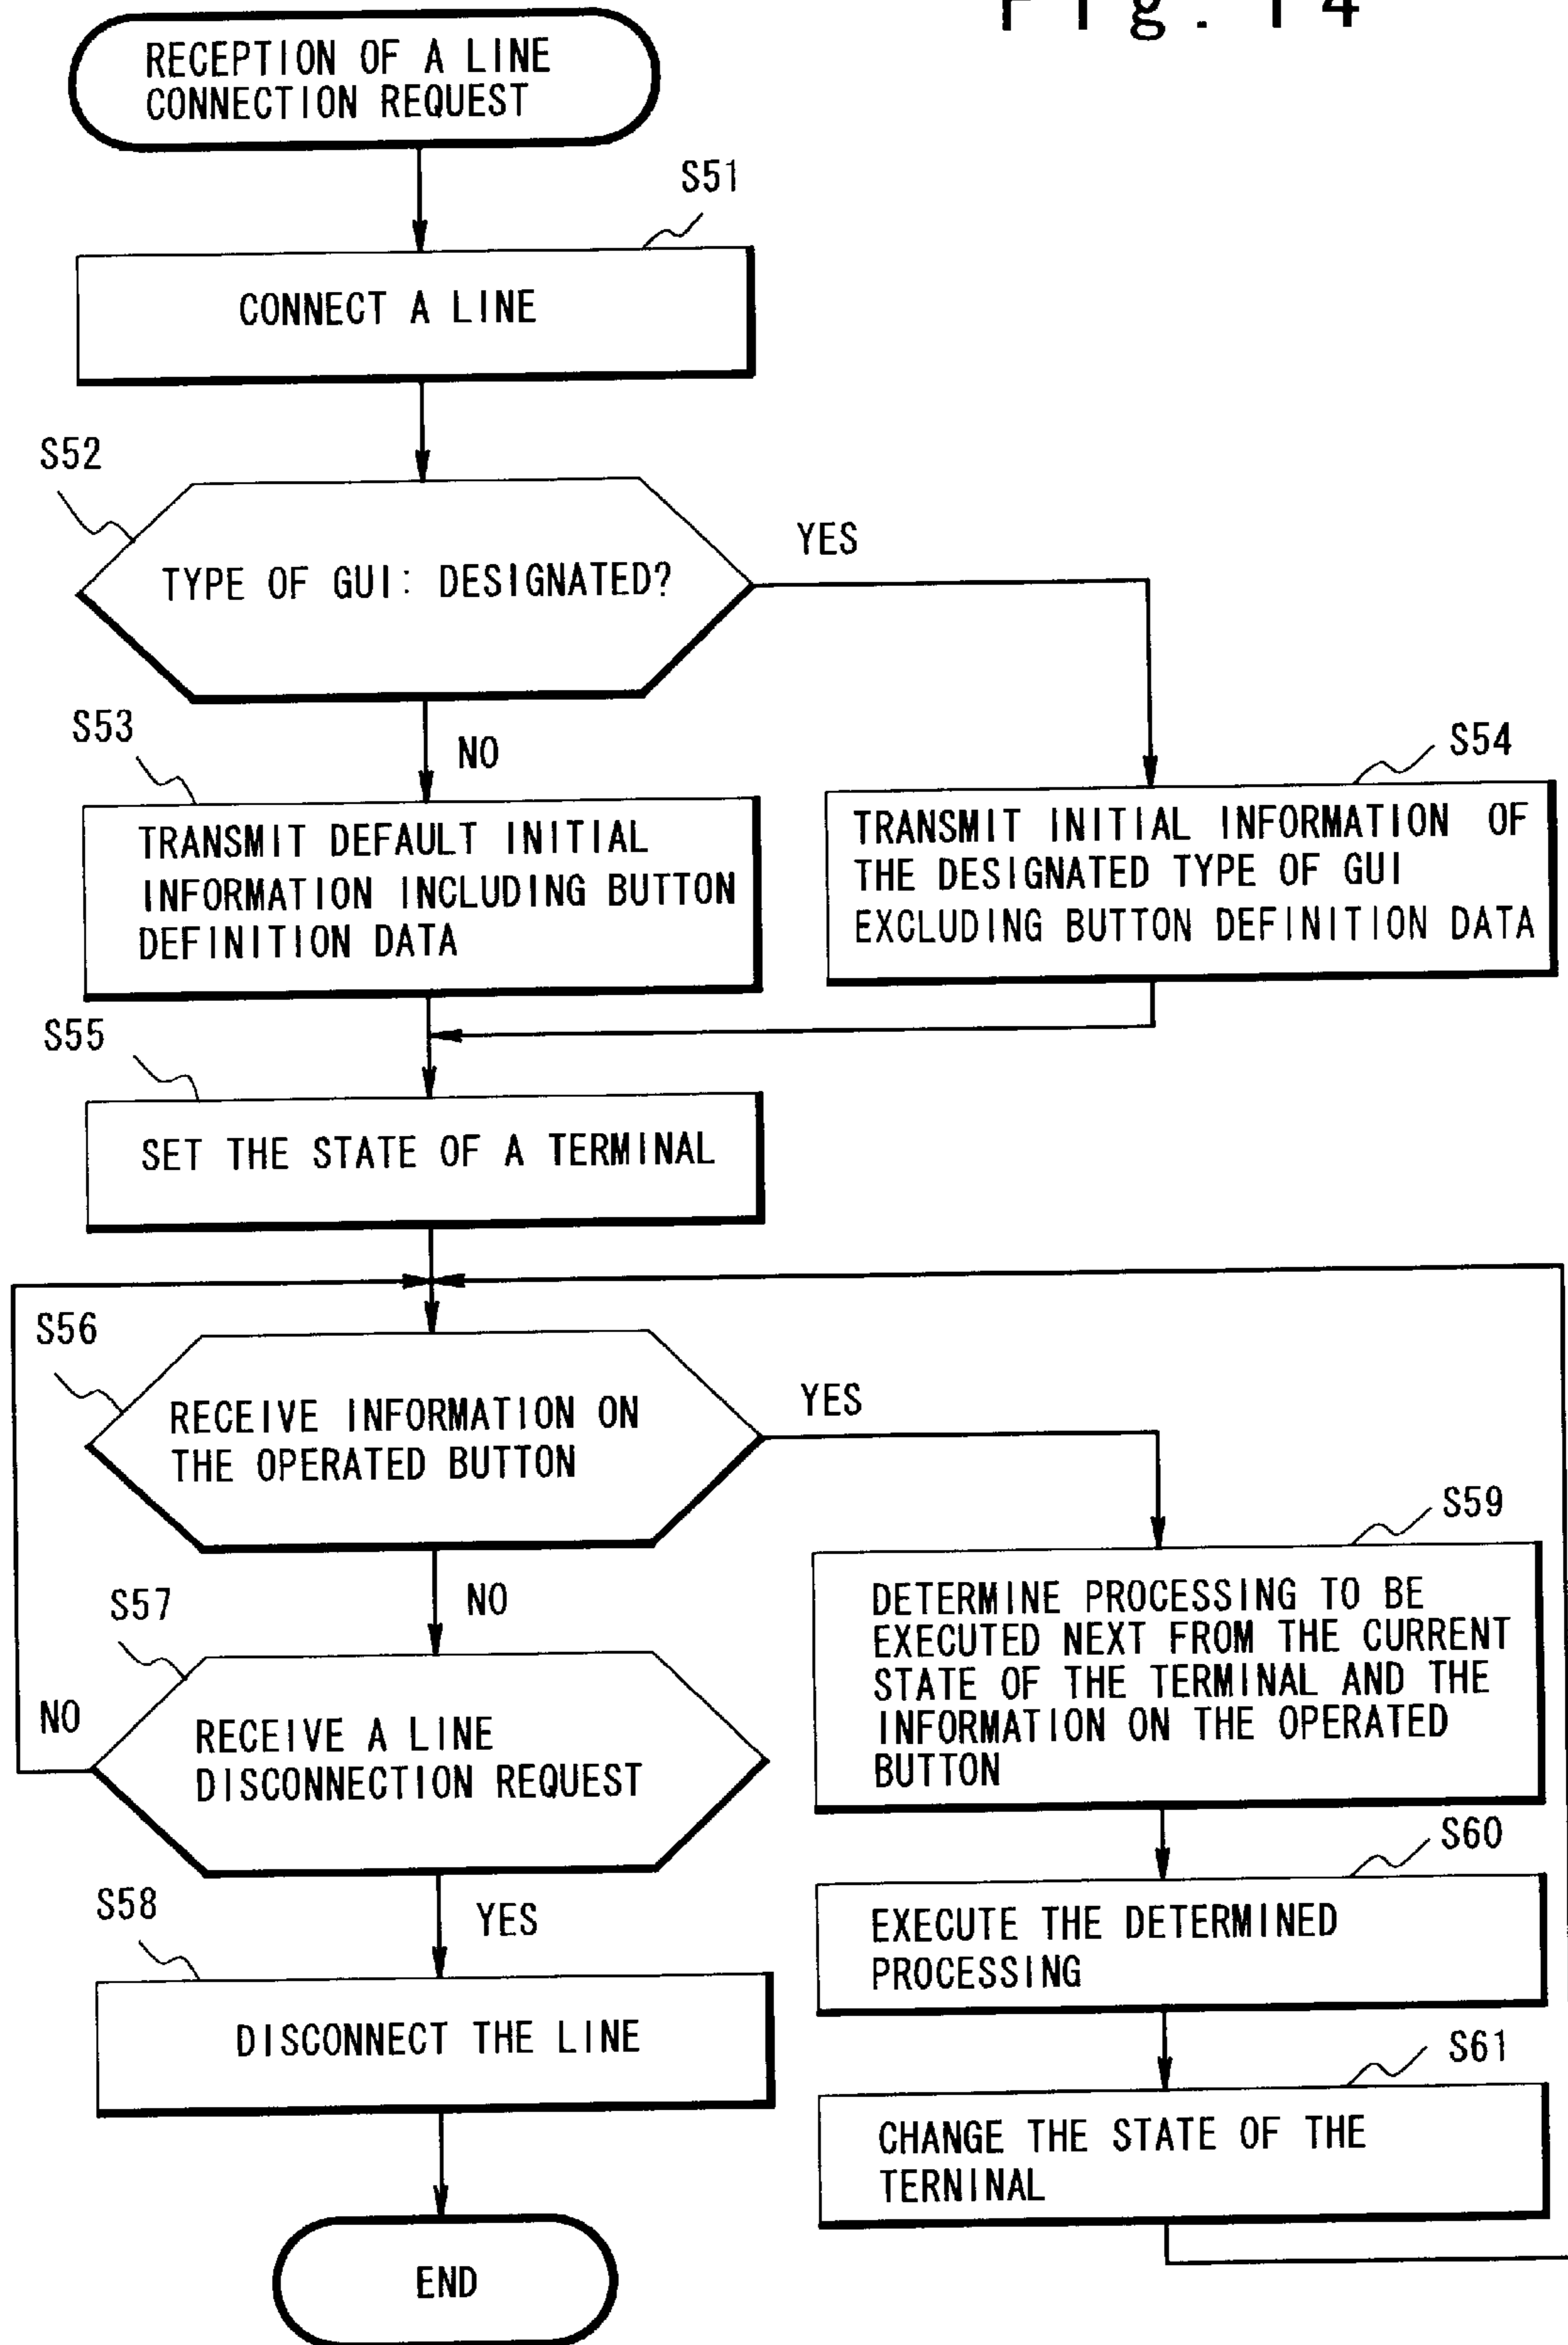 Fig. 14
RECEPTION OF A LINE
CONNECTION REQUEST
S51
CONNECT A LINE
S52
TYPE OF GUI: DESIGNATED?
YES
NO
S53
TRANSMIT DEFAULT INITIAL
INFORMATION INCLUDING BUTTON
DEFINITION DATA
S54
TRANSMIT INITIAL INFORMATION OF
THE DESIGNATED TYPE OF GUI
EXCLUDING BUTTON DEFINITION DATA
S55
SET THE STATE OF A TERMINAL
S56
RECEIVE INFORMATION ON
THE OPERATED BUTTON
YES
NO
S57
RECEIVE A LINE
DISCONNECTION REQUEST
NO
YES
S58
DISCONNECT THE LINE
END
S59
DETERMINE PROCESSING TO BE
EXECUTED NEXT FROM THE CURRENT
STATE OF THE TERMINAL AND THE
INFORMATION ON THE OPERATED
BUTTON
S60
EXECUTE THE DETERMINED
PROCESSING
S61
CHANGE THE STATE OF THE
TERNINAL